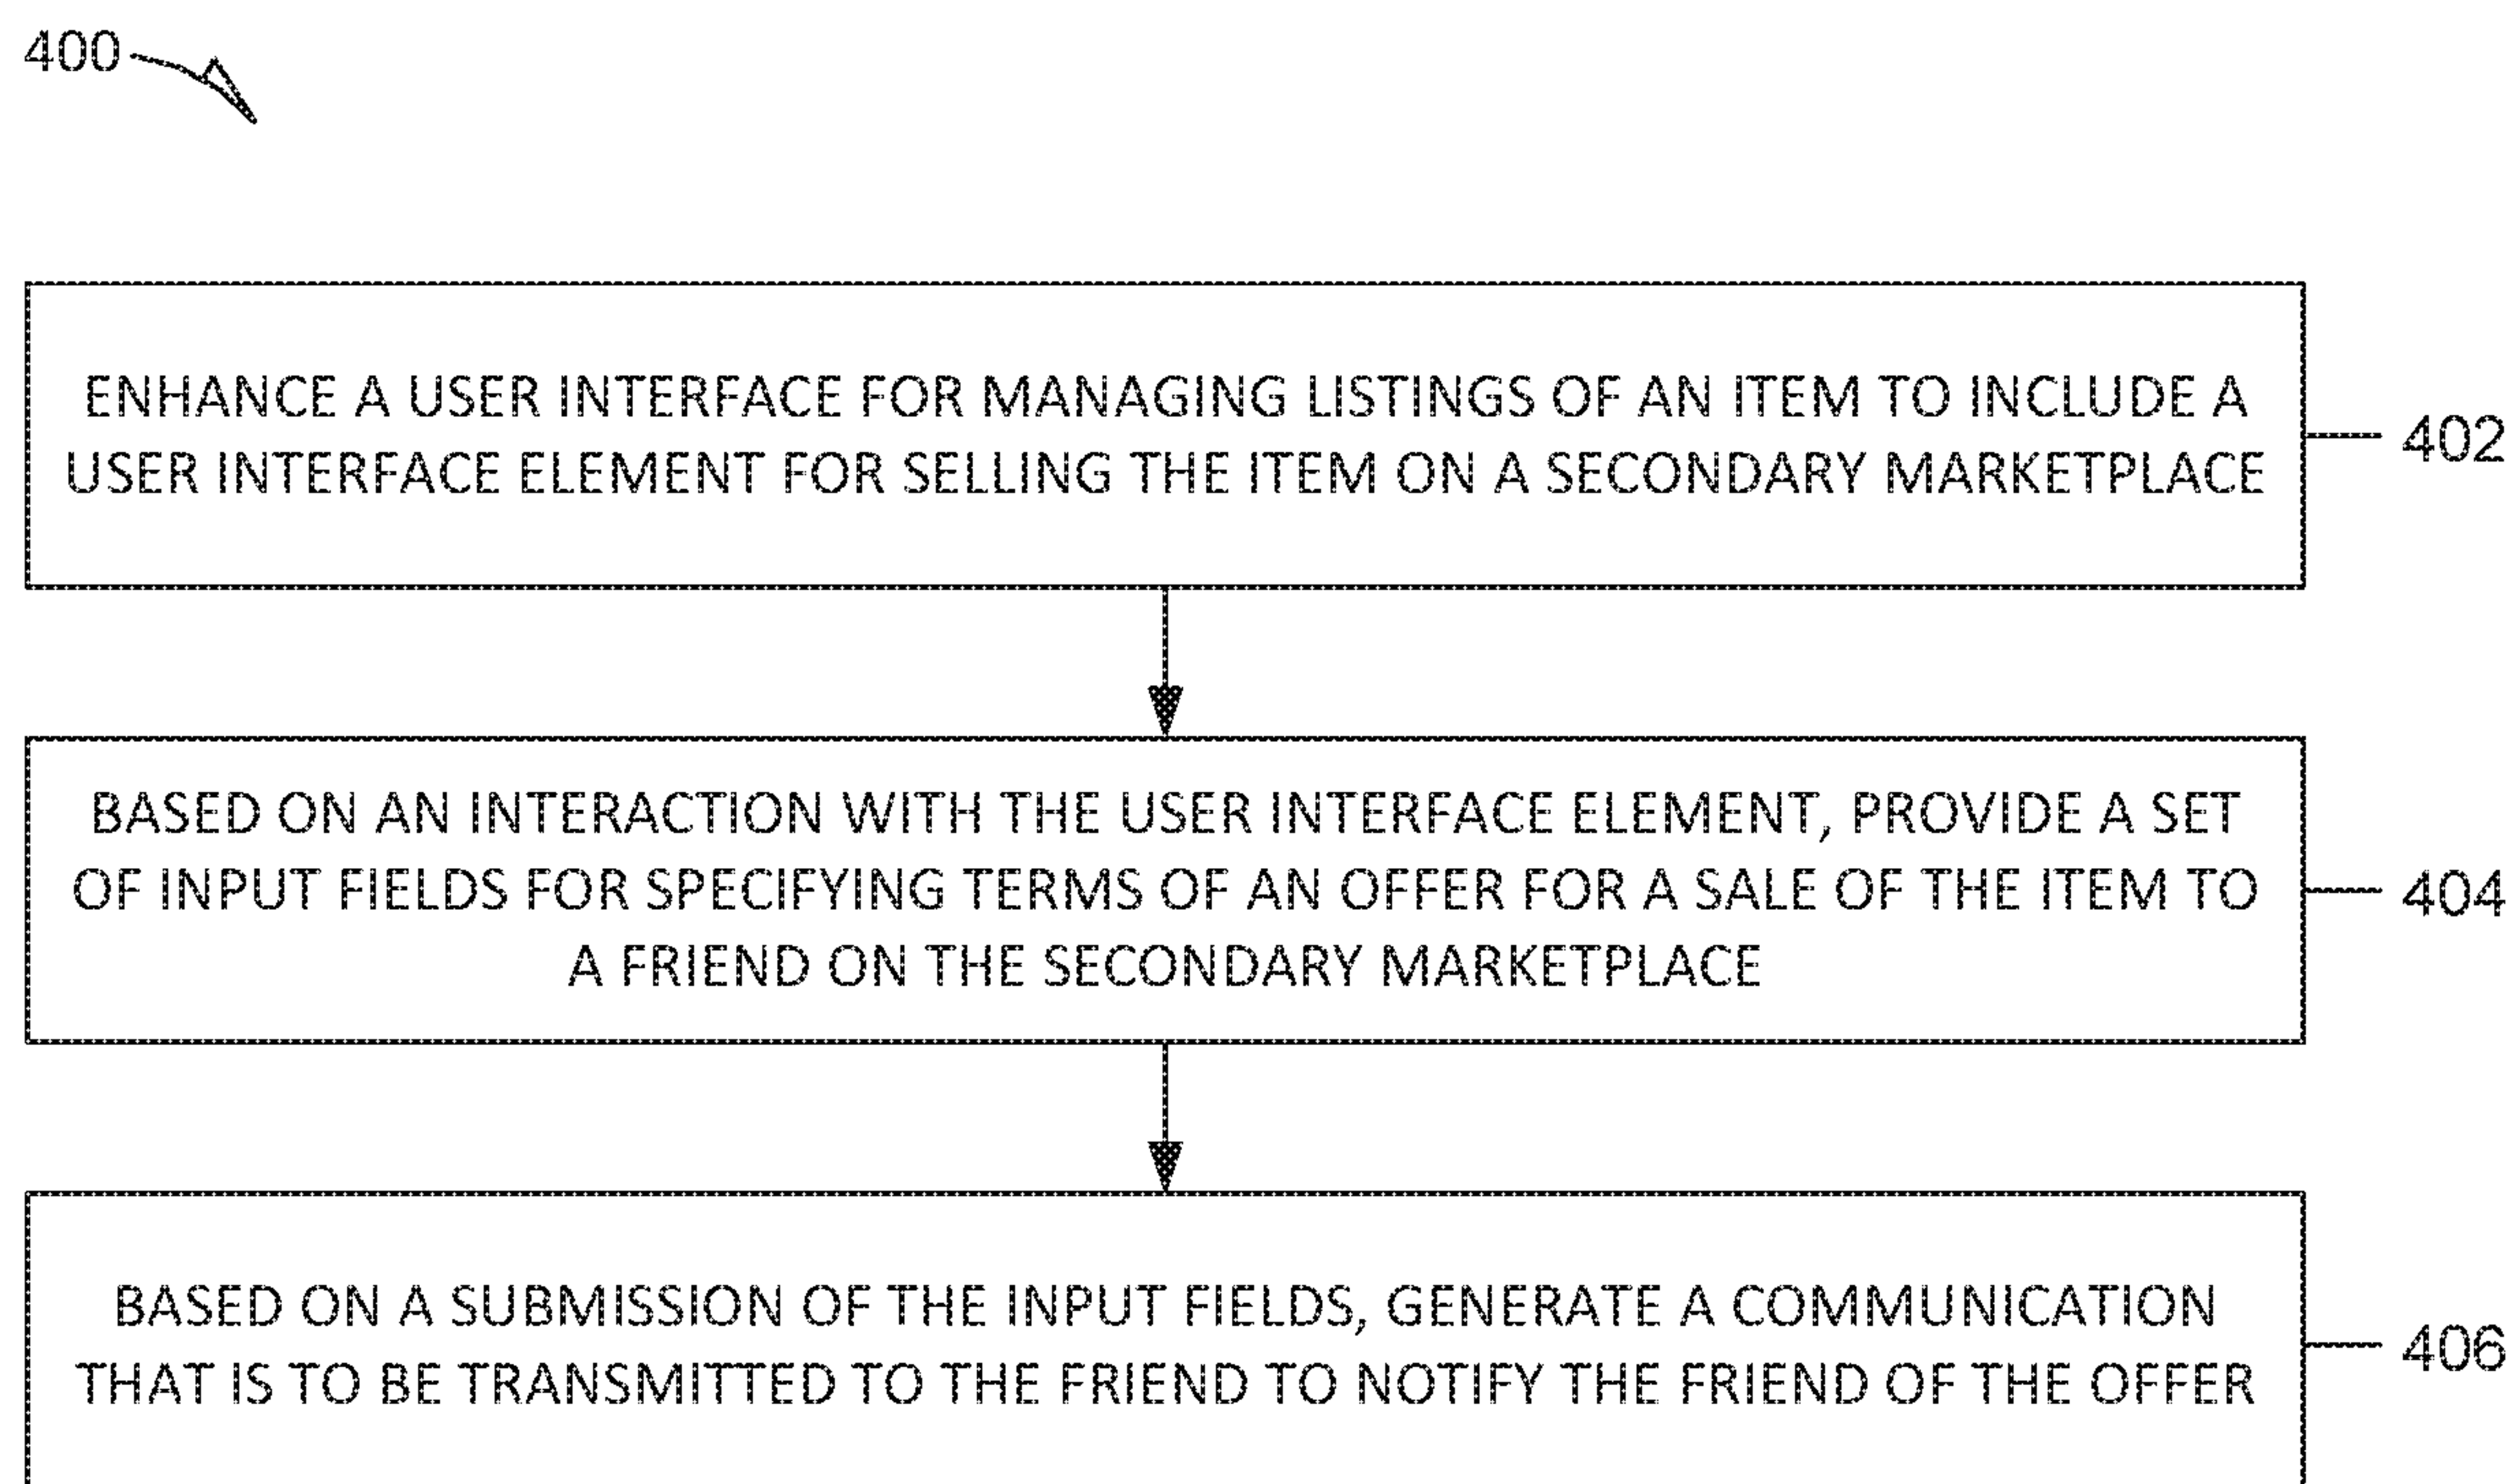 400
ENHANCE A USER INTERFACE FOR MANAGING LISTINGS OF AN ITEM TO INCLUDE A
USER INTERFACE ELEMENT FOR SELLING THE ITEM ON A SECONDARY MARKETPLACE
402
BASED ON AN INTERACTION WITH THE USER INTERFACE ELEMENT, PROVIDE A SET
OF INPUT FIELDS FOR SPECIFYING TERMS OF AN OFFER FOR A SALE OF THE ITEM TO
A FRIEND ON THE SECONDARY MARKETPLACE
404
BASED ON A SUBMISSION OF THE INPUT FIELDS, GENERATE A COMMUNICATION
THAT IS TO BE TRANSMITTED TO THE FRIEND TO NOTIFY THE FRIEND OF THE OFFER
406